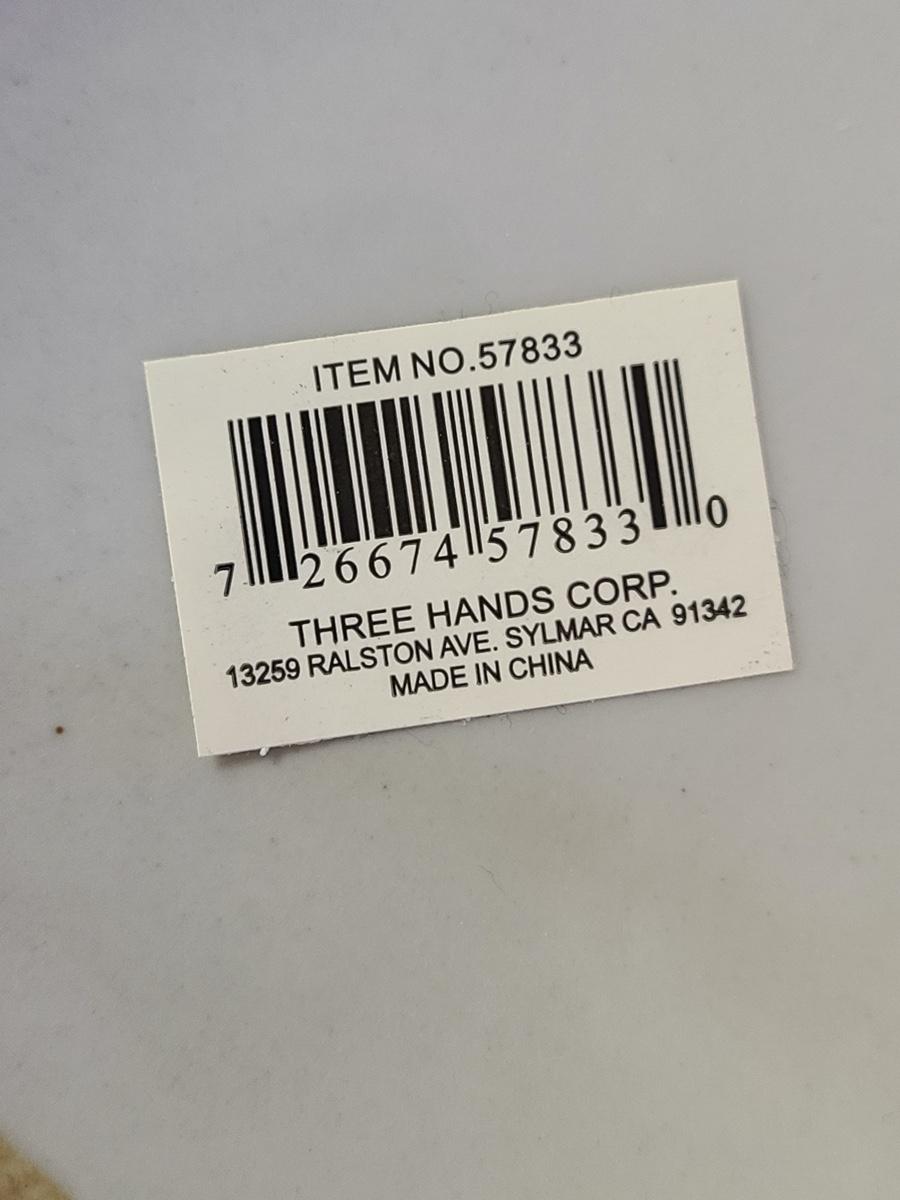 ITEM NO.57833
7 26674 57833 0
THREE HANDS CORP.
13259 RALSTON AVE. SYLMAR CA 91342
MADE IN CHINA